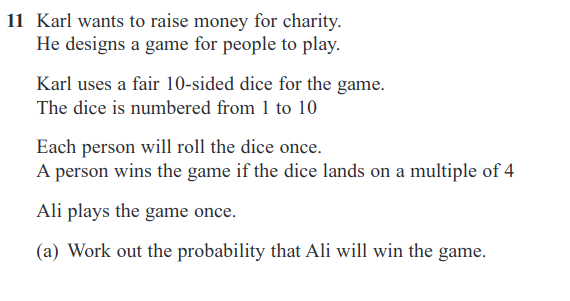 11 Karl wants to raise money for charity.
He designs a game for people to play.
Karl uses a fair 10-sided dice for the game.
The dice is numbered from 1 to 10
Each person will roll the dice once.
A person wins the game if the dice lands on a multiple of 4
Ali plays the game once.
(a) Work out the probability that Ali will win the game.